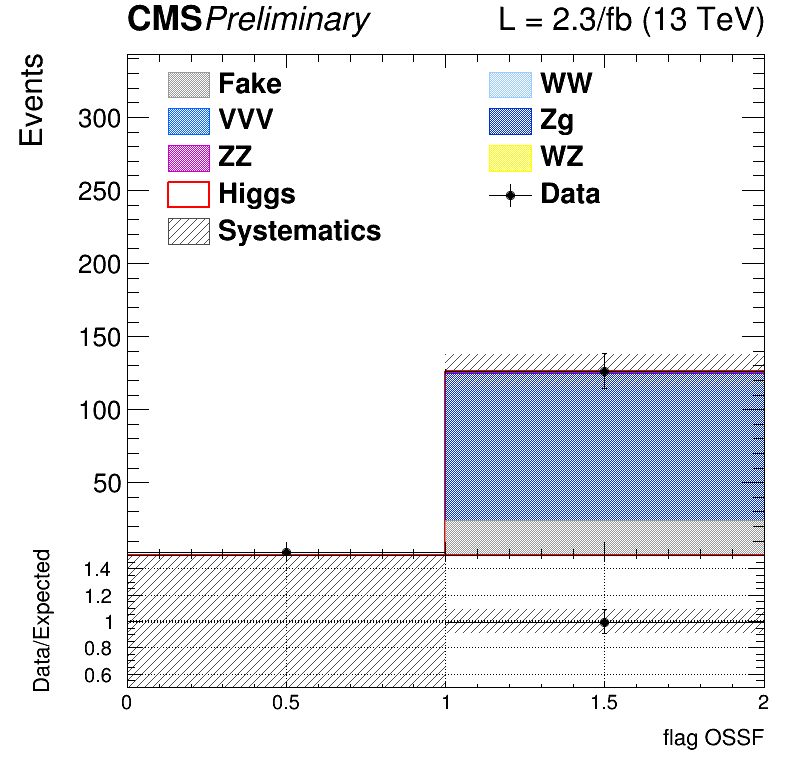 CMS Preliminary L = 2.3/fb (13 TeV)
Events
300
250
200
150
100
50
Fake WW
VVV Zg
ZZ WZ
Higgs Data
Systematics
Data/Expected
1.4
1.2
1
0.8
0.6
0 0.5 1 1.5 2
flag OSSF